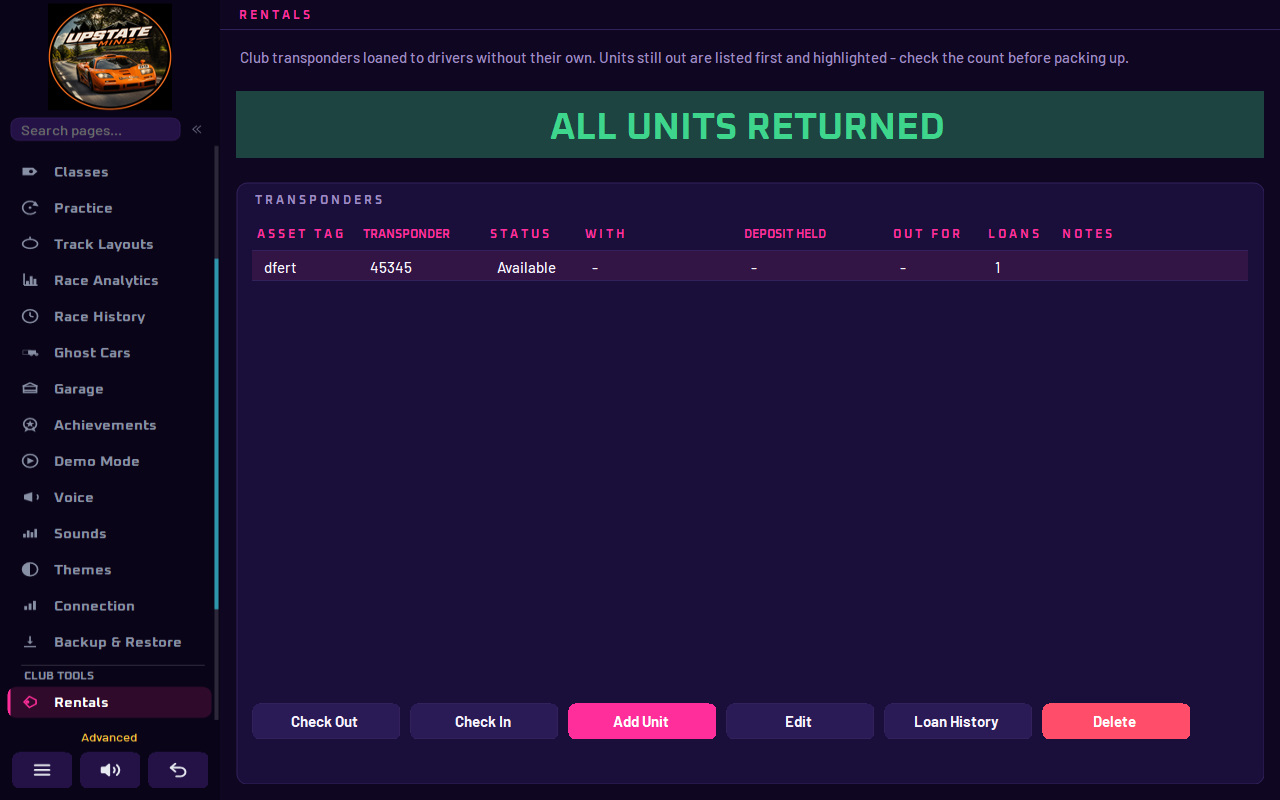 UPSTATE
MINIZ
Search pages...
Classes
Practice
Track Layouts
Race Analytics
Race History
Ghost Cars
Garage
Achievements
Demo Mode
Voice
Sounds
Themes
Connection
Backup & Restore
CLUB TOOLS
Rentals
Advanced
RENTALS
Club transponders loaned to drivers without their own. Units still out are listed first and highlighted - check the count before packing up.
ALL UNITS RETURNED
TRANSPONDERS
ASSET TAG TRANSPONDER STATUS WITH DEPOSIT HELD OUT FOR LOANS NOTES
dfert 45345 Available - - - 1
Check Out Check In Add Unit Edit Loan History Delete